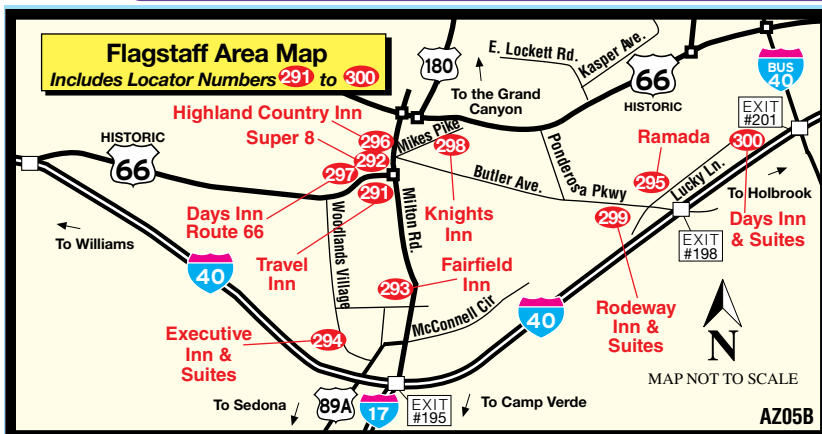 Flagstaff Area Map
Includes Locator Numbers 291 to 300
180
E. Lockett Rd.
Kasper Ave.
BUS
40
66
HISTORIC
To the Grand
Canyon
EXIT
#201
Highland Country Inn
296
Mikes Pike
298
Super 8
292
HISTORIC
66
297
291
Days Inn
Route 66
Travel
Inn
Butler Ave.
Ponderosa Pkwy
Ramada
295
Lucky Ln.
300
To Holbrook
Days Inn
& Suites
299
EXIT
#198
Knights
Inn
Milton Rd.
Woodlands Village
To Williams
40
293
Fairfield
Inn
McConnell Cir
40
Rodeway
Inn &
Suites
Executive
Inn &
Suites
294
N
MAP NOT TO SCALE
To Sedona
89A
17
EXIT
#195
To Camp Verde
AZ05B